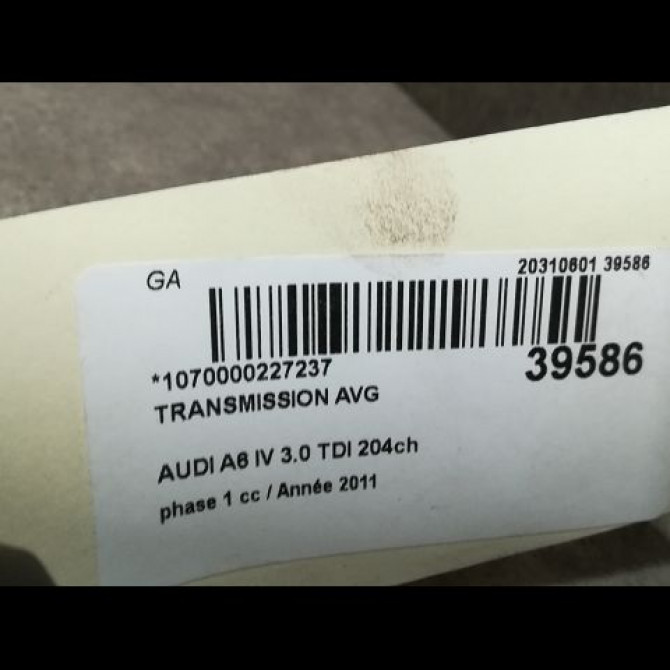 GA
20310601 39586
*1070000227237
39586
TRANSMISSION AVG
AUDI A6 IV 3.0 TDI 204ch
phase 1 cc / Année 2011